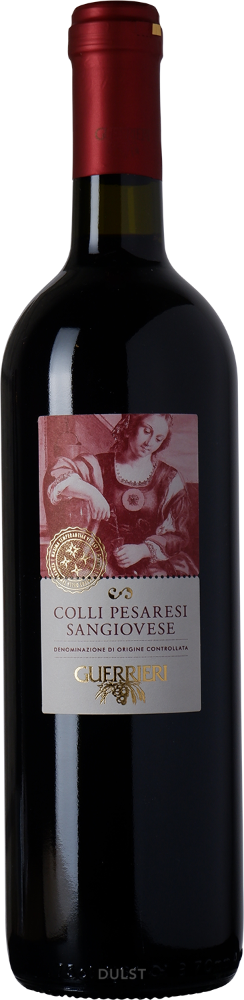 COLLI PESARESI
SANGIOVESE
DENOMINAZIONE DI ORIGINE CONTROLLATA
GUERRIERI
DULST